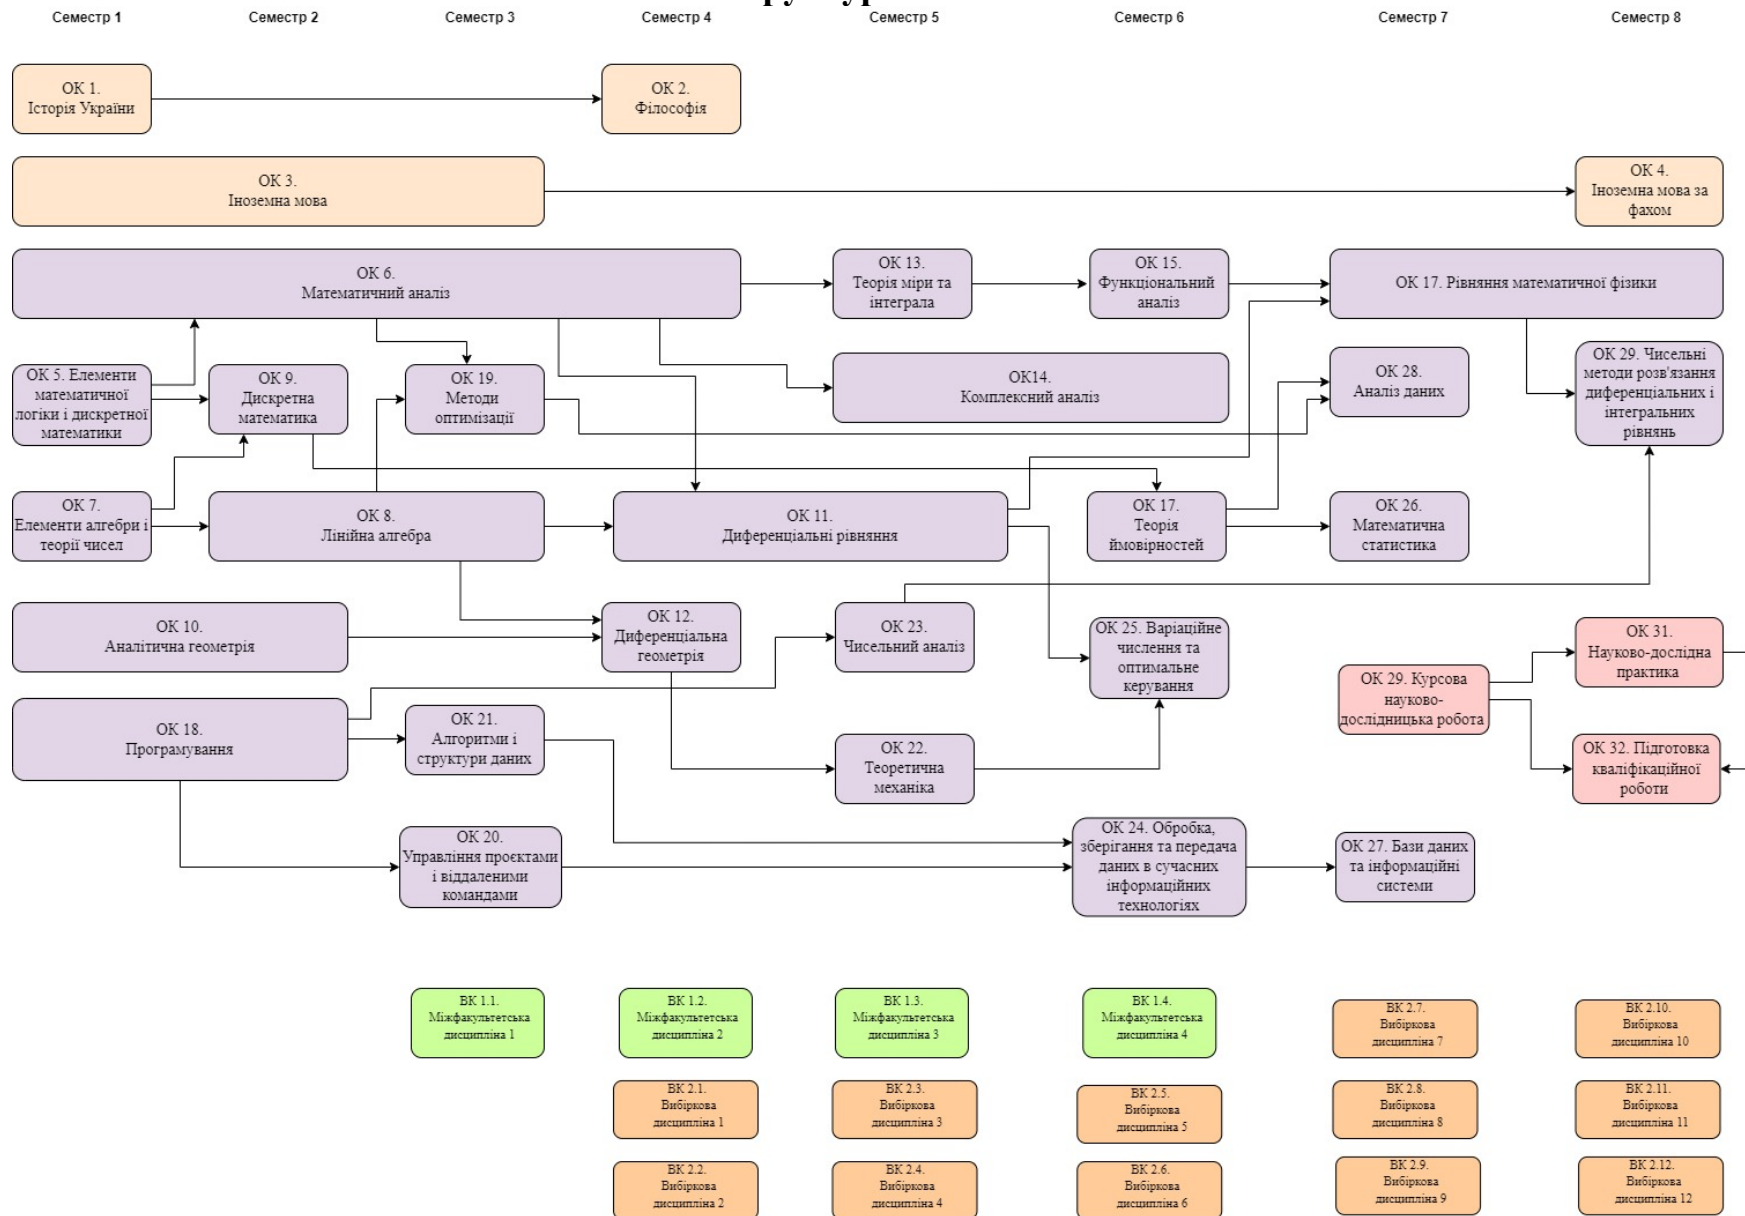 Семестр 1
Семестр 2
Семестр 3
Семестр 4
Семестр 5
Семестр 6
Семестр 7
Семестр 8
ОК 1.
Історія України
ОК 2.
Філософія
ОК 3.
Іноземна мова
ОК 4.
Іноземна мова за
фахом
ОК 6.
Математичний аналіз
ОК 13.
Теорія міри та
інтеграла
ОК 15.
Функціональний
аналіз
ОК 17. Рівняння математичної фізики
ОК 5. Елементи
математичної
логіки і дискретної
математики
ОК 9.
Дискретна
математика
ОК 19.
Методи
оптимізації
ОК14.
Комплексний аналіз
ОК 28.
Аналіз даних
ОК 29. Чисельні
методи розв'язання
диференціальних і
інтегральних
рівнянь
ОК 7.
Елементи алгебри і
теорії чисел
ОК 8.
Лінійна алгебра
ОК 11.
Диференціальні рівняння
ОК 17.
Теорія
ймовірностей
ОК 26.
Математична
статистика
ОК 10.
Аналітична геометрія
ОК 12.
Диференціальна
геометрія
ОК 23.
Чисельний аналіз
ОК 25. Варіаційне
числення та
оптимальне
керування
ОК 31.
Науково-дослідна
практика
ОК 29. Курсова
науково-
дослідницька робота
ОК 18.
Програмування
ОК 21.
Алгоритми і
структури даних
ОК 22.
Теоретична
механіка
ОК 32. Підготовка
кваліфікаційної
роботи
ОК 20.
Управління проєктами
і віддаленими
командами
ОК 24. Обробка,
зберігання та передача
даних в сучасних
інформаційних
технологіях
ОК 27. Бази даних
та інформаційні
системи
ВК 1.1.
Міжфакультетська
дисципліна 1
ВК 1.2.
Міжфакультетська
дисципліна 2
ВК 1.3.
Міжфакультетська
дисципліна 3
ВК 1.4.
Міжфакультетська
дисципліна 4
ВК 2.7.
Вибіркова
дисципліна 7
ВК 2.10.
Вибіркова
дисципліна 10
ВК 2.1.
Вибіркова
дисципліна 1
ВК 2.3.
Вибіркова
дисципліна 3
ВК 2.5.
Вибіркова
дисципліна 5
ВК 2.8.
Вибіркова
дисципліна 8
ВК 2.11.
Вибіркова
дисципліна 11
ВК 2.2.
Вибіркова
дисципліна 2
ВК 2.4.
Вибіркова
дисципліна 4
ВК 2.6.
Вибіркова
дисципліна 6
ВК 2.9.
Вибіркова
дисципліна 9
ВК 2.12.
Вибіркова
дисципліна 12